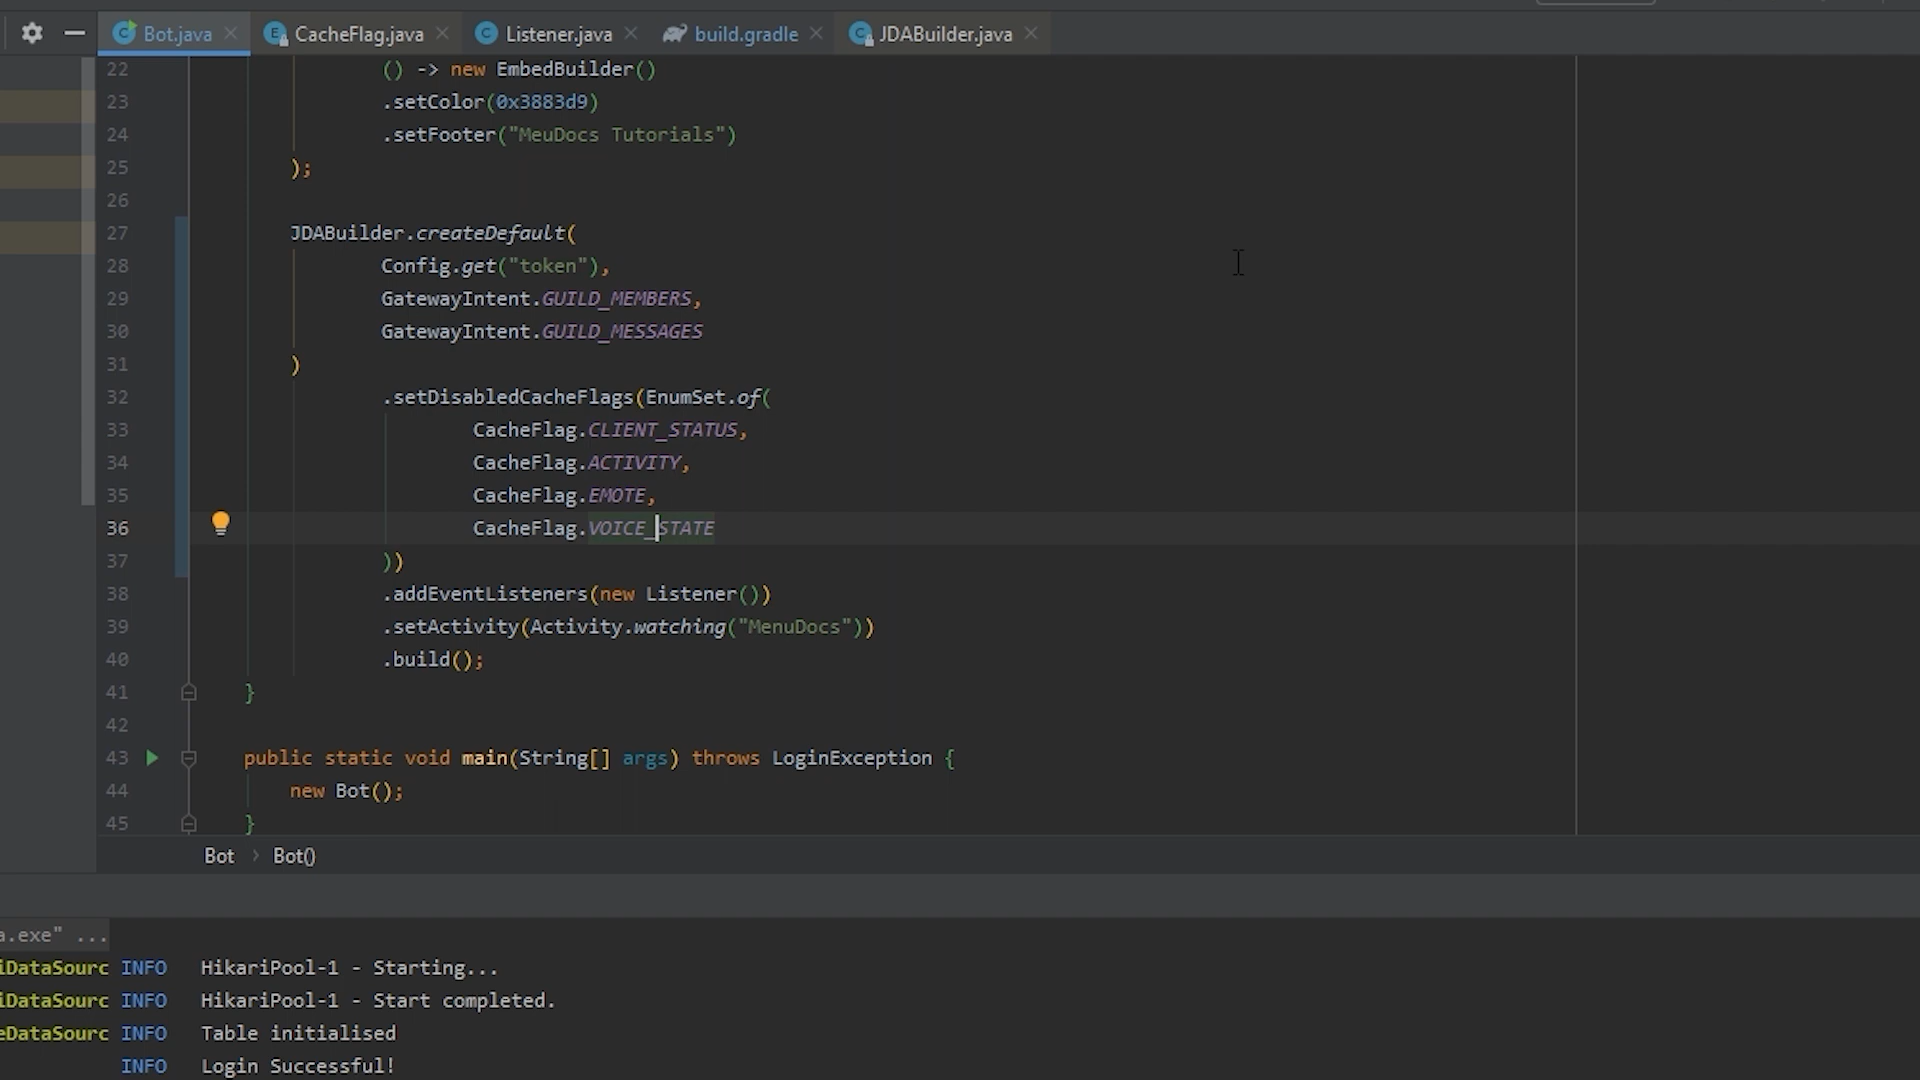 Bot.java CacheFlag.java Listener.java build.gradle JDABuilder.java
22 () -> new EmbedBuilder()
23 .setColor(0x3883d9)
24 .setFooter("MeuDocs Tutorials")
25 );
26
27 JDABuilder.createDefault(
28 Config.get("token"),
29 GatewayIntent.GUILD_MEMBERS,
30 GatewayIntent.GUILD_MESSAGES
31 )
32 .setDisabledCacheFlags(EnumSet.of(
33 CacheFlag.CLIENT_STATUS,
34 CacheFlag.ACTIVITY,
35 CacheFlag.EMOTE,
36 CacheFlag.VOICE_STATE
37 ))
38 .addEventListeners(new Listener())
39 .setActivity(Activity.watching("MenuDocs"))
40 .build();
41 }
42
43 public static void main(String[] args) throws LoginException {
44 new Bot();
45 }
Bot > Bot()
a.exe" ...
iDataSourc INFO HikariPool-1 - Starting...
iDataSourc INFO HikariPool-1 - Start completed.
eDataSourc INFO Table initialised
INFO Login Successful!